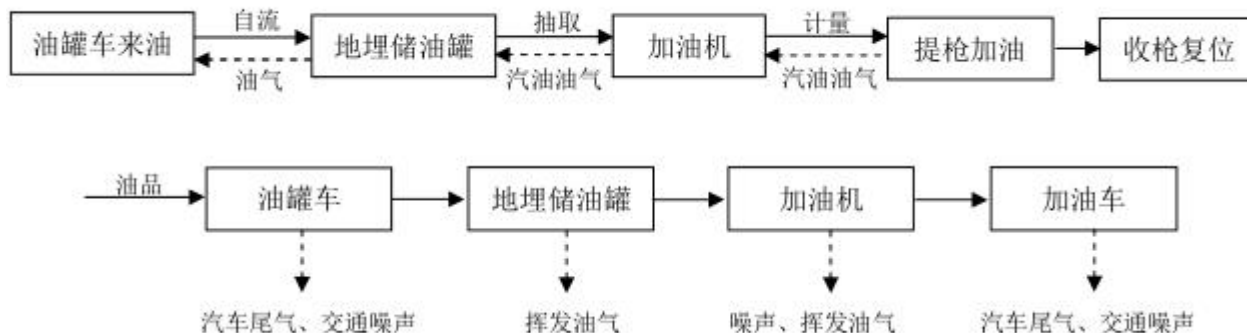 自流 抽取 计量
油罐车来油 地埋储油罐 加油机 提枪加油 收枪复位
油气 汽油油气 汽油油气
油品 油罐车 地埋储油罐 加油机 加油车
汽车尾气、交通噪声 挥发油气 噪声、挥发油气 汽车尾气、交通噪声